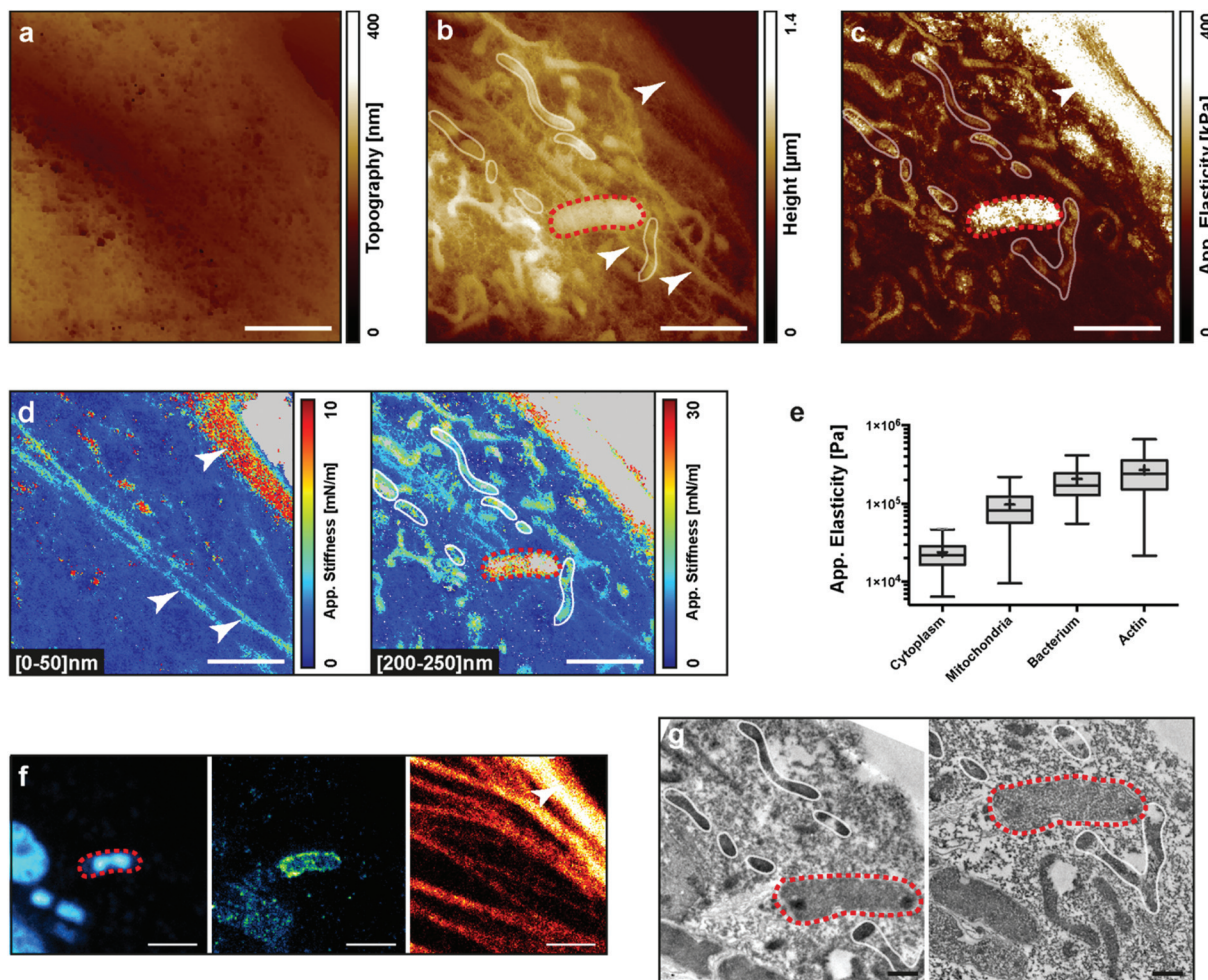 a
400
Topography [nm]
0
b
1.4
Height [µm]
0
c
400
App. Elasticity [kPa]
0
d
[0-50]nm
10
App. Stiffness [mN/m]
0
[200-250]nm
30
App. Stiffness [mN/m]
0
e
App. Elasticity [Pa]
1×10⁶
1×10⁵
1×10⁴
Cytoplasm
Mitochondria
Bacterium
Actin
f
g